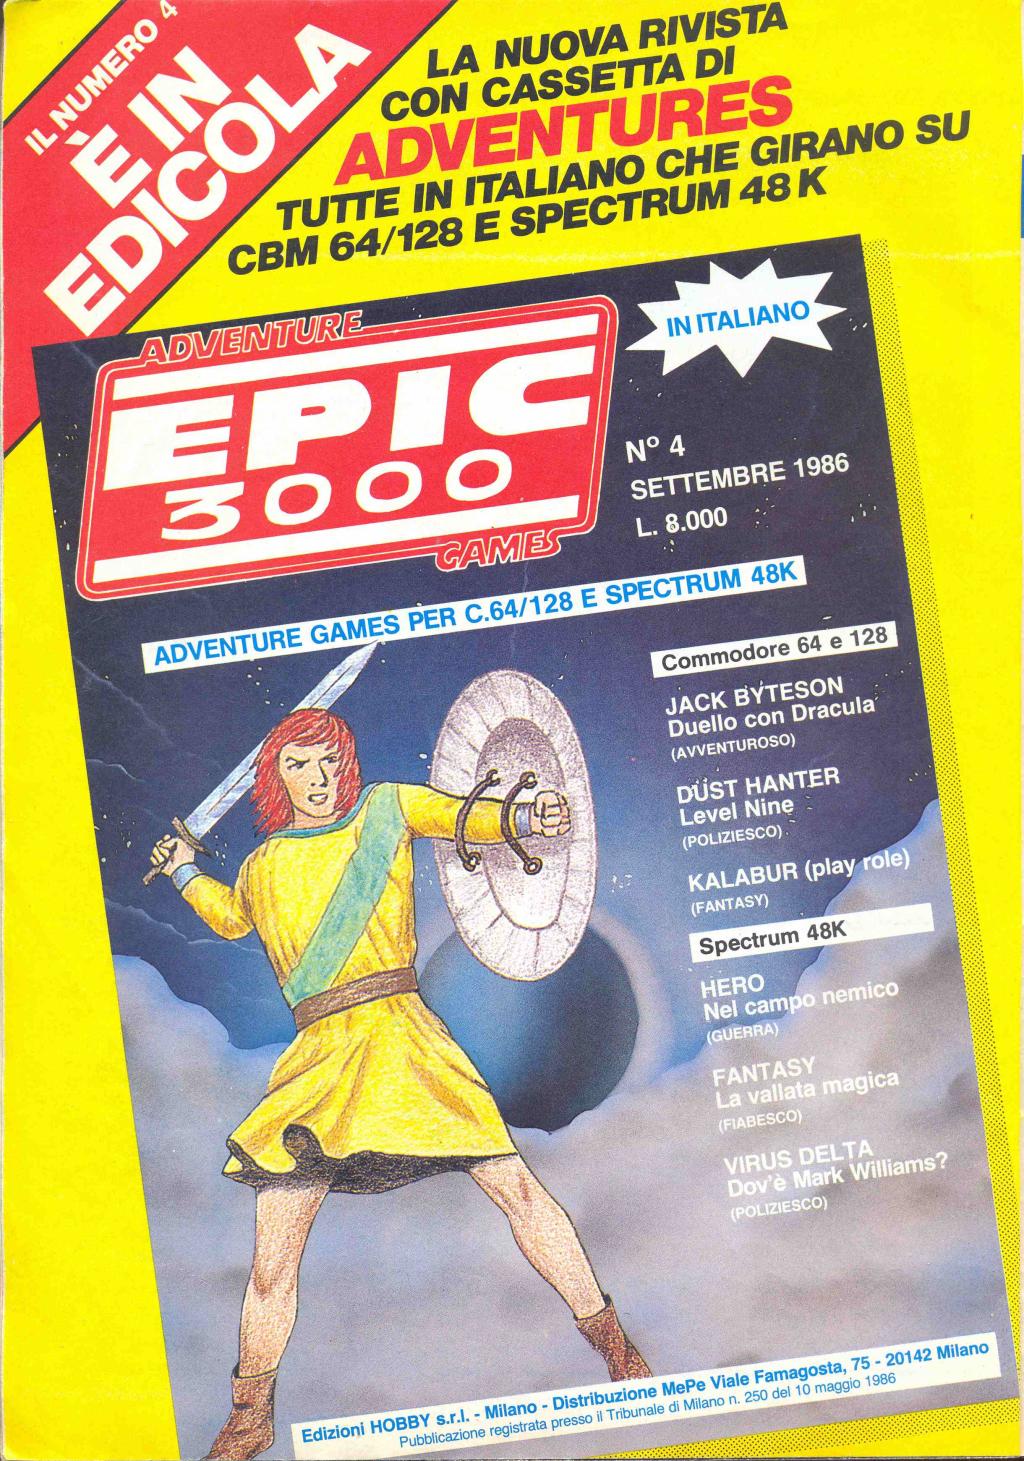 IL NUMERO 4
È IN
EDICOLA
LA NUOVA RIVISTA
CON CASSETTA DI
ADVENTURES
TUTTE IN ITALIANO CHE GIRANO SU
CBM 64/128 E SPECTRUM 48 K
ADVENTURE
EPIC
3000
GAMES
IN ITALIANO
N° 4
SETTEMBRE 1986
L. 8.000
ADVENTURE GAMES PER C.64/128 E SPECTRUM 48K
Commodore 64 e 128
JACK BYTESON
Duello con Dracula
(AVVENTUROSO)
DUST HANTER
Level Nine
(POLIZIESCO)
KALABUR (play role)
(FANTASY)
Spectrum 48K
HERO
Nel campo nemico
(GUERRA)
FANTASY
La vallata magica
(FIABESCO)
VIRUS DELTA
Dov'è Mark Williams?
(POLIZIESCO)
Edizioni HOBBY s.r.l. - Milano - Distribuzione MePe Viale Famagosta, 75 - 20142 Milano
Pubblicazione registrata presso il Tribunale di Milano n. 250 del 10 maggio 1986